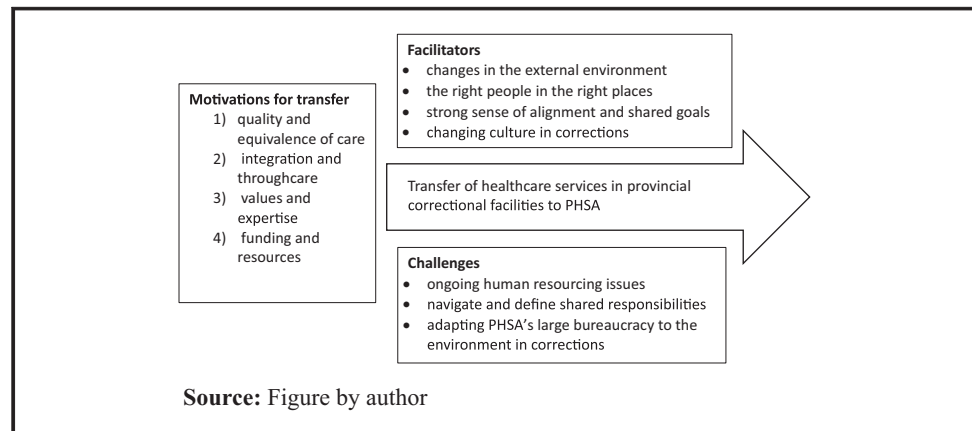 Motivations for transfer
1) quality and
equivalence of care
2) integration and
throughcare
3) values and
expertise
4) funding and
resources
Facilitators
• changes in the external environment
• the right people in the right places
• strong sense of alignment and shared goals
• changing culture in corrections
Transfer of healthcare services in provincial
correctional facilities to PHSA
Challenges
• ongoing human resourcing issues
• navigate and define shared responsibilities
• adapting PHSA's large bureaucracy to the
environment in corrections
Source: Figure by author